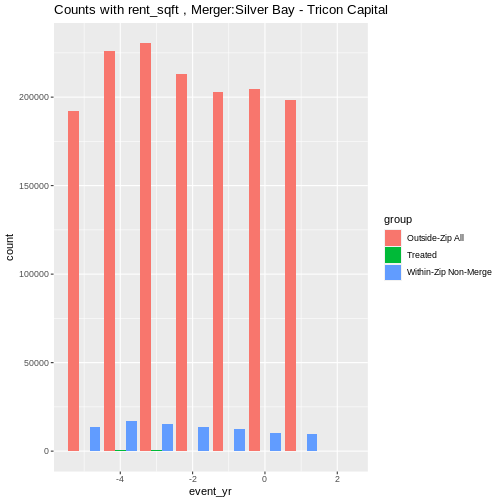 Counts with rent_sqft , Merger:Silver Bay - Tricon Capital
200000
150000
100000
50000
0
count
-4
-2
0
2
event_yr
group
Outside-Zip All
Treated
Within-Zip Non-Merge